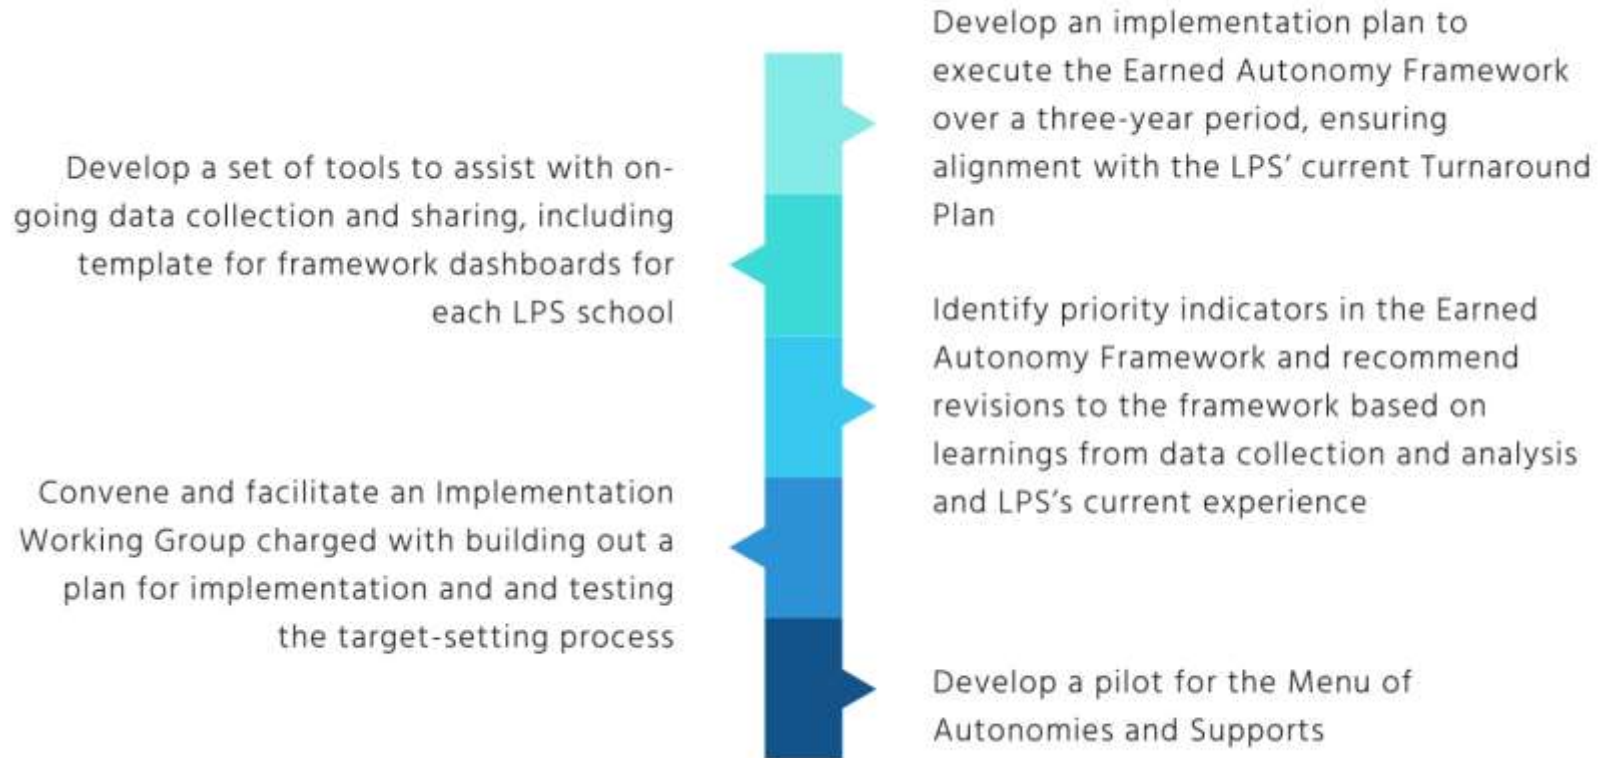 Develop an implementation plan to
execute the Earned Autonomy Framework
over a three-year period, ensuring
alignment with the LPS' current Turnaround
Plan
Develop a set of tools to assist with on-
going data collection and sharing, including
template for framework dashboards for
each LPS school
Identify priority indicators in the Earned
Autonomy Framework and recommend
revisions to the framework based on
learnings from data collection and analysis
and LPS's current experience
Convene and facilitate an Implementation
Working Group charged with building out a
plan for implementation and and testing
the target-setting process
Develop a pilot for the Menu of
Autonomies and Supports